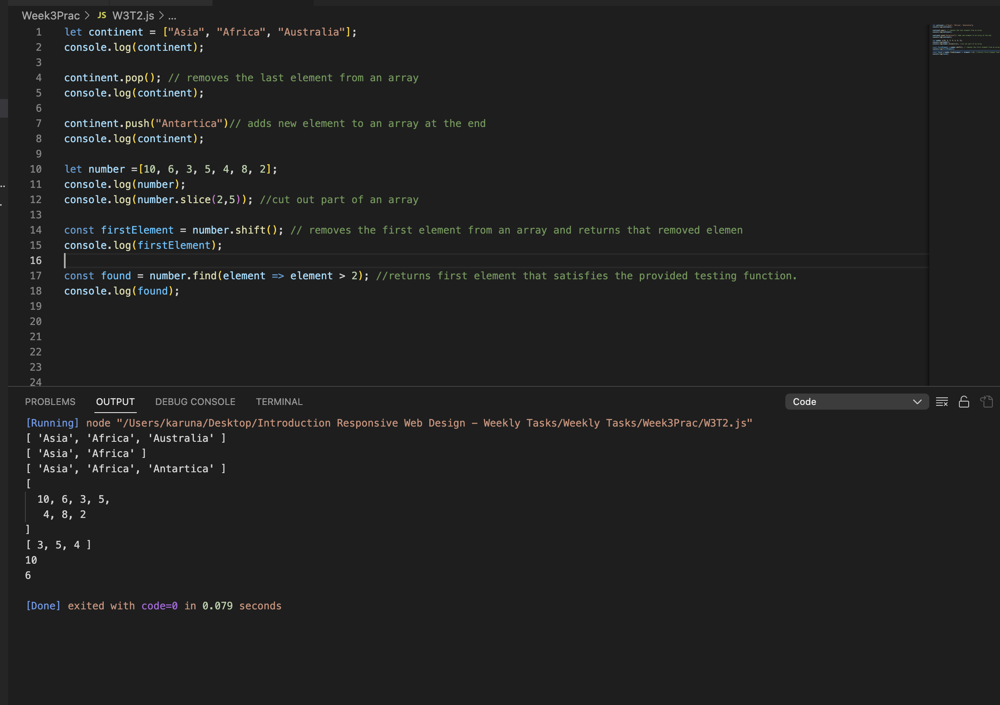 Week3Prac > JS W3T2.js > ...
1 let continent = ["Asia", "Africa", "Australia"];
2 console.log(continent);
3
4 continent.pop(); // removes the last element from an array
5 console.log(continent);
6
7 continent.push("Antartica")// adds new element to an array at the end
8 console.log(continent);
9
10 let number =[10, 6, 3, 5, 4, 8, 2];
11 console.log(number);
12 console.log(number.slice(2,5)); //cut out part of an array
13
14 const firstElement = number.shift(); // removes the first element from an array and returns that removed elemen
15 console.log(firstElement);
16
17 const found = number.find(element => element > 2); //returns first element that satisfies the provided testing function.
18 console.log(found);
19
20
21
22
23
24
PROBLEMS OUTPUT DEBUG CONSOLE TERMINAL Code
[Running] node "/Users/karuna/Desktop/Introduction Responsive Web Design – Weekly Tasks/Weekly Tasks/Week3Prac/W3T2.js"
[ 'Asia', 'Africa', 'Australia' ]
[ 'Asia', 'Africa' ]
[ 'Asia', 'Africa', 'Antartica' ]
[
  10, 6, 3, 5,
   4, 8, 2
]
[ 3, 5, 4 ]
10
6
[Done] exited with code=0 in 0.079 seconds